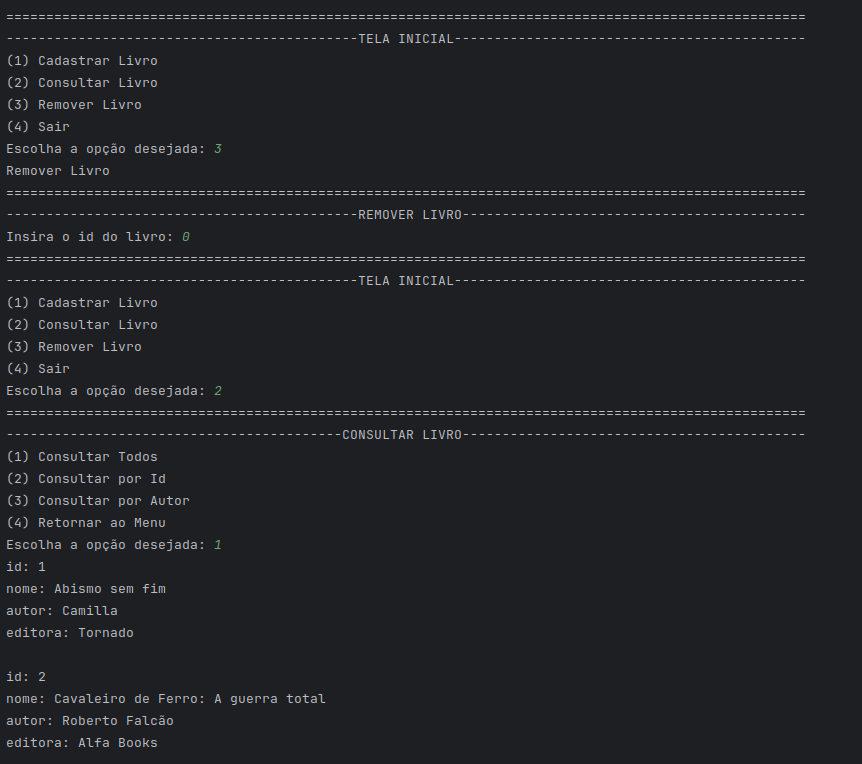 ====================================================================================================
--------------------------------------------TELA INICIAL--------------------------------------------
(1) Cadastrar Livro
(2) Consultar Livro
(3) Remover Livro
(4) Sair
Escolha a opção desejada: 3
Remover Livro
====================================================================================================
--------------------------------------------REMOVER LIVRO-------------------------------------------
Insira o id do livro: 0
====================================================================================================
--------------------------------------------TELA INICIAL--------------------------------------------
(1) Cadastrar Livro
(2) Consultar Livro
(3) Remover Livro
(4) Sair
Escolha a opção desejada: 2
====================================================================================================
------------------------------------------CONSULTAR LIVRO-------------------------------------------
(1) Consultar Todos
(2) Consultar por Id
(3) Consultar por Autor
(4) Retornar ao Menu
Escolha a opção desejada: 1
id: 1
nome: Abismo sem fim
autor: Camilla
editora: Tornado

id: 2
nome: Cavaleiro de Ferro: A guerra total
autor: Roberto Falcão
editora: Alfa Books